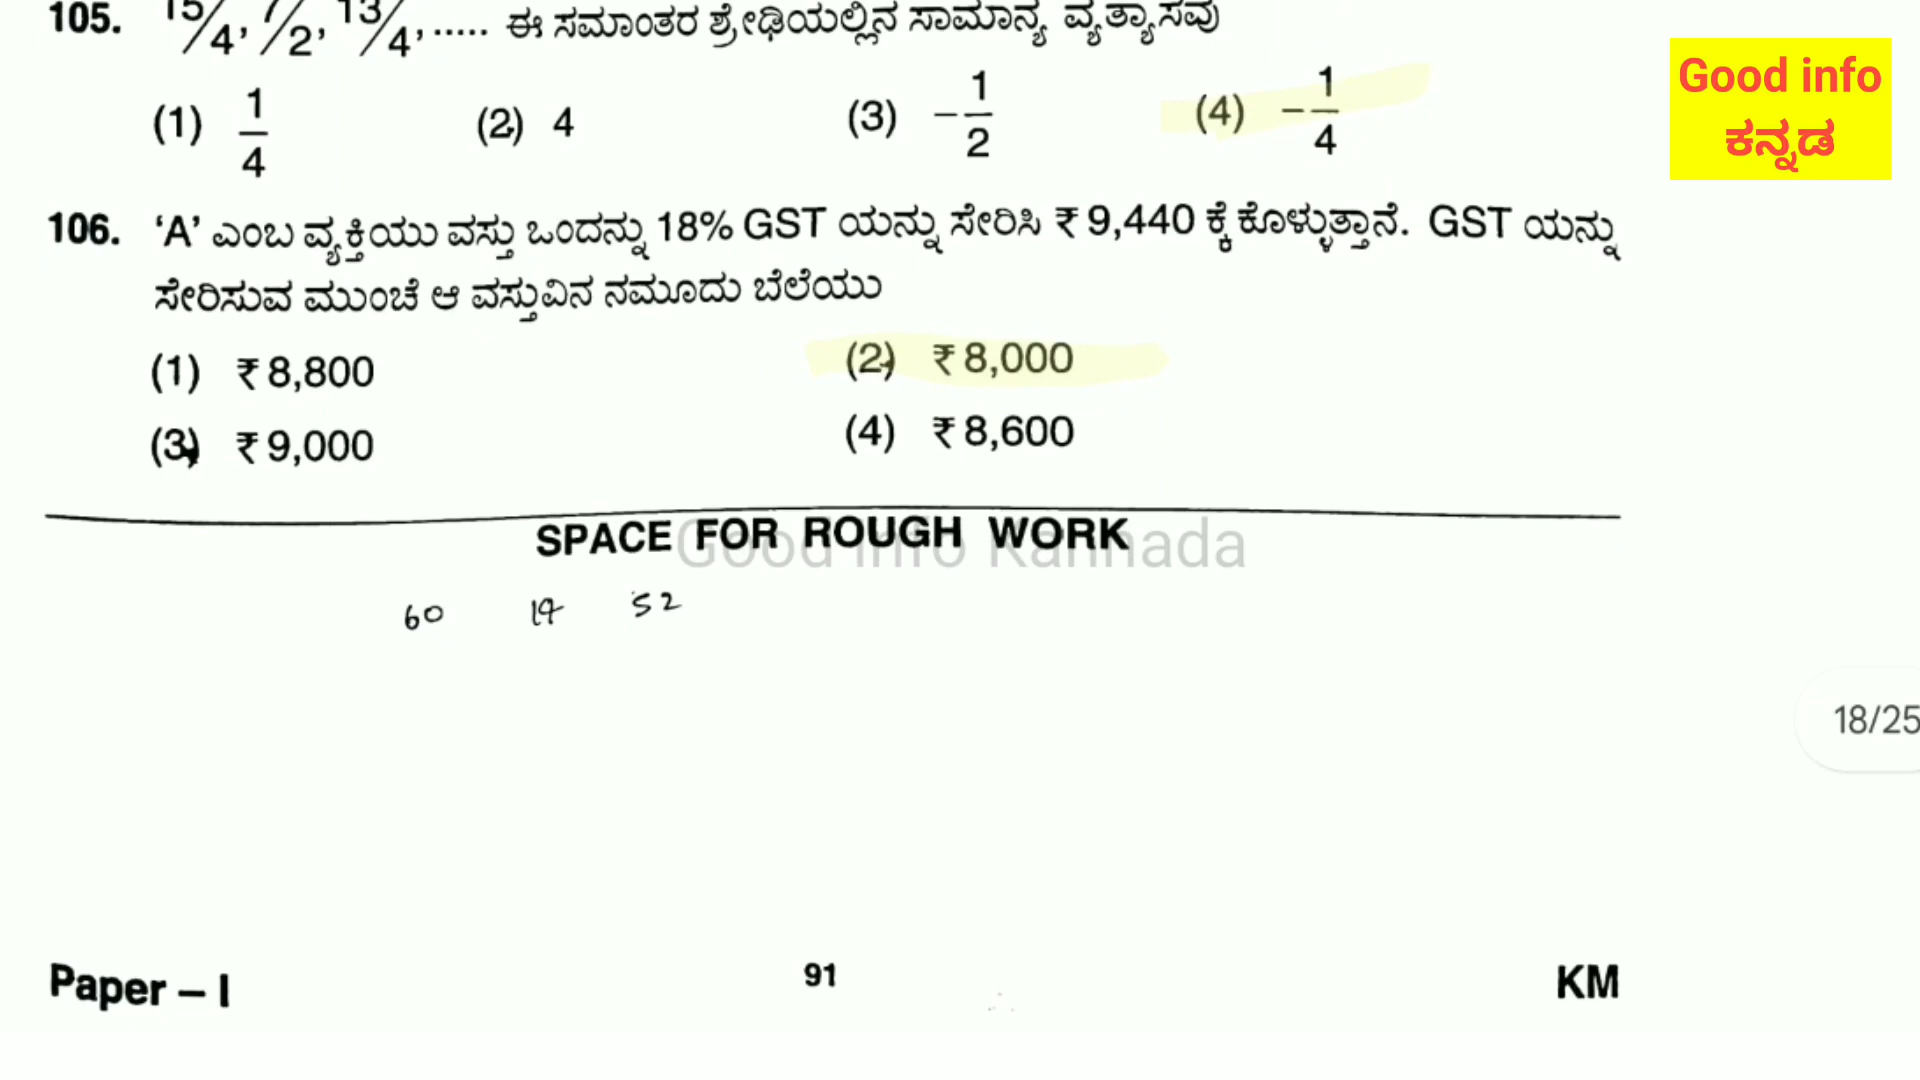 105. 15/4, 7/2, 13/4, ..... ಈ ಸಮಾಂತರ ಶ್ರೇಢಿಯಲ್ಲಿನ ಸಾಮಾನ್ಯ ವ್ಯತ್ಯಾಸವು
(1) 1/4 (2) 4 (3) -1/2 (4) -1/4
106. 'A' ಎಂಬ ವ್ಯಕ್ತಿಯು ವಸ್ತು ಒಂದನ್ನು 18% GST ಯನ್ನು ಸೇರಿಸಿ ₹ 9,440 ಕ್ಕೆ ಕೊಳ್ಳುತ್ತಾನೆ. GST ಯನ್ನು
ಸೇರಿಸುವ ಮುಂಚೆ ಆ ವಸ್ತುವಿನ ನಮೂದು ಬೆಲೆಯು
(1) ₹ 8,800 (2) ₹ 8,000
(3) ₹ 9,000 (4) ₹ 8,600
SPACE FOR ROUGH WORK
Good info Kannada
60 14 52
Paper – I 91 KM
Good info
ಕನ್ನಡ
18/25